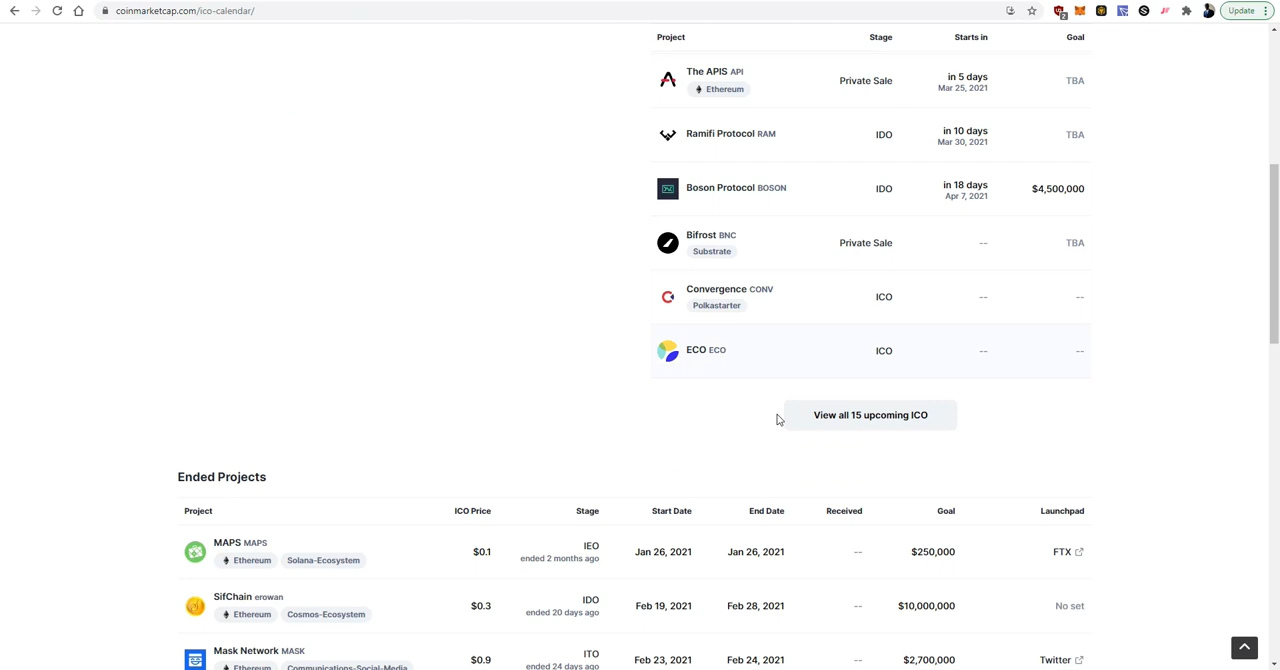 coinmarketcap.com/ico-calendar/
2
Update
Project Stage Starts in Goal
The APIS API
Ethereum
Private Sale
in 5 days
Mar 25, 2021
TBA
Ramifi Protocol RAM
IDO
in 10 days
Mar 30, 2021
TBA
Boson Protocol BOSON
IDO
in 18 days
Apr 7, 2021
$4,500,000
Bifrost BNC
Substrate
Private Sale
--
TBA
Convergence CONV
Polkastarter
ICO
--
--
ECO ECO
ICO
--
--
View all 15 upcoming ICO
Ended Projects
Project ICO Price Stage Start Date End Date Received Goal Launchpad
MAPS MAPS
Ethereum Solana-Ecosystem
$0.1
IEO
ended 2 months ago
Jan 26, 2021
Jan 26, 2021
--
$250,000
FTX
SifChain erowan
Ethereum Cosmos-Ecosystem
$0.3
IDO
ended 20 days ago
Feb 19, 2021
Feb 28, 2021
--
$10,000,000
No set
Mask Network MASK
Ethereum Communications-Social-Media
$0.9
ITO
ended 24 days ago
Feb 23, 2021
Feb 24, 2021
--
$2,700,000
Twitter